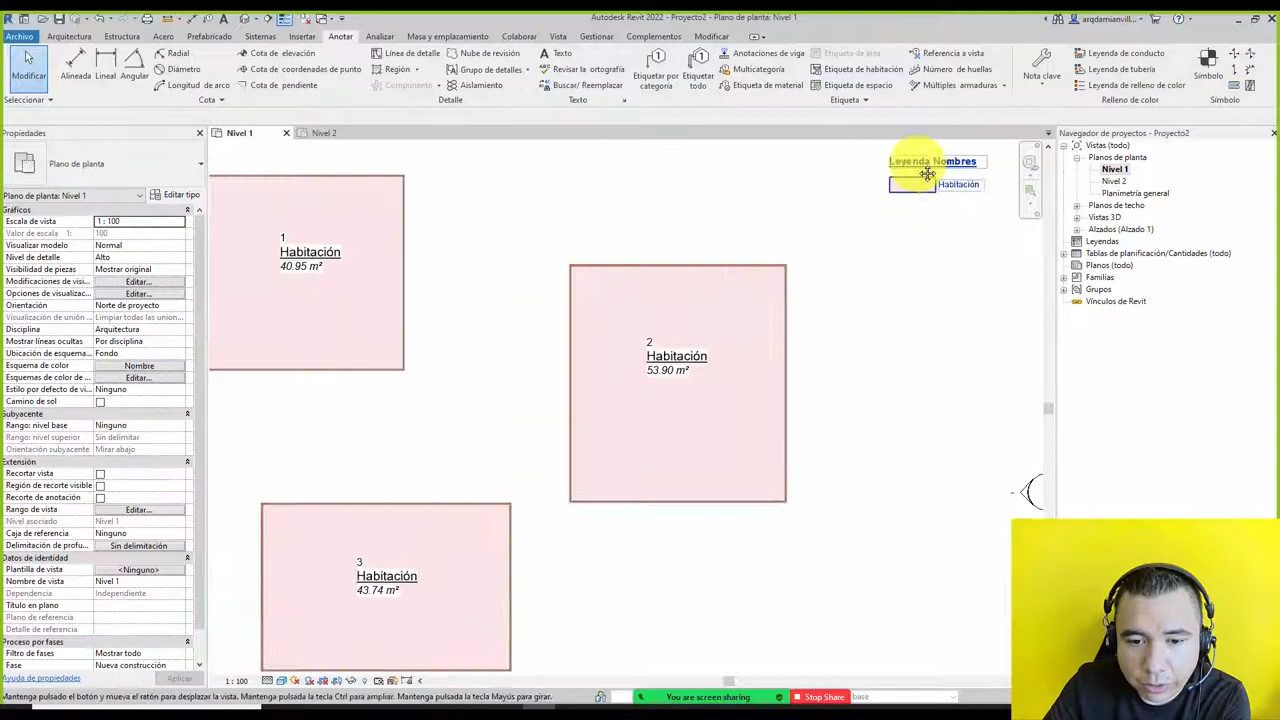 Autodesk Revit 2022 - Proyecto2 - Plano de planta: Nivel 1
arqdamianvill...
Archivo Arquitectura Estructura Acero Prefabricado Sistemas Insertar Anotar Analizar Masa y emplazamiento Colaborar Vista Gestionar Complementos Modificar
Modificar
Alineada Lineal Angular
Radial
Diámetro
Longitud de arco
Cota de elevación
Cota de coordenadas de punto
Cota de pendiente
Línea de detalle
Región
Componente
Nube de revisión
Grupo de detalles
Aislamiento
Texto
Revisar la ortografía
Buscar/ Reemplazar
Etiquetar por categoría
Etiquetar todo
Anotaciones de viga
Multicategoría
Etiqueta de material
Etiqueta de área
Etiqueta de habitación
Etiqueta de espacio
Referencia a vista
Número de huellas
Múltiples armaduras
Nota clave
Leyenda de conducto
Leyenda de tubería
Leyenda de relleno de color
Símbolo
Seleccionar Cota Detalle Texto Etiqueta Relleno de color Símbolo
Propiedades
Plano de planta
Plano de planta: Nivel 1 Editar tipo
Gráficos
Escala de vista 1 : 100
Valor de escala 1: 100
Visualizar modelo Normal
Nivel de detalle Alto
Visibilidad de piezas Mostrar original
Modificaciones de visi... Editar...
Opciones de visualizac... Editar...
Orientación Norte de proyecto
Visualización de unión ... Limpiar todas las union...
Disciplina Arquitectura
Mostrar líneas ocultas Por disciplina
Ubicación de esquema... Fondo
Esquema de color Nombre
Esquemas de color de ... Editar...
Estilo por defecto de vi... Ninguno
Camino de sol
Subyacente
Rango: nivel base Ninguno
Rango: nivel superior Sin delimitar
Orientación subyacente Mirar abajo
Extensión
Recortar vista
Región de recorte visible
Recorte de anotación
Rango de vista Editar...
Nivel asociado Nivel 1
Caja de referencia Ninguno
Delimitación de profu... Sin delimitación
Datos de identidad
Plantilla de vista <Ninguno>
Nombre de vista Nivel 1
Dependencia Independiente
Título en plano
Plano de referencia
Detalle de referencia
Proceso por fases
Filtro de fases Mostrar todo
Fase Nueva construcción
Ayuda de propiedades Aplicar
Nivel 1 Nivel 2
Leyenda Nombres
Habitación
1
Habitación
40.95 m²
2
Habitación
53.90 m²
3
Habitación
43.74 m²
1 : 100
Navegador de proyectos - Proyecto2
Vistas (todo)
Planos de planta
Nivel 1
Nivel 2
Planimetría general
Planos de techo
Vistas 3D
Alzados (Alzado 1)
Leyendas
Tablas de planificación/Cantidades (todo)
Planos (todo)
Familias
Grupos
Vínculos de Revit
Mantenga pulsado el botón y mueva el ratón para desplazar la vista. Mantenga pulsada la tecla Ctrl para ampliar. Mantenga pulsada la tecla Mayús para girar.
You are screen sharing Stop Share base